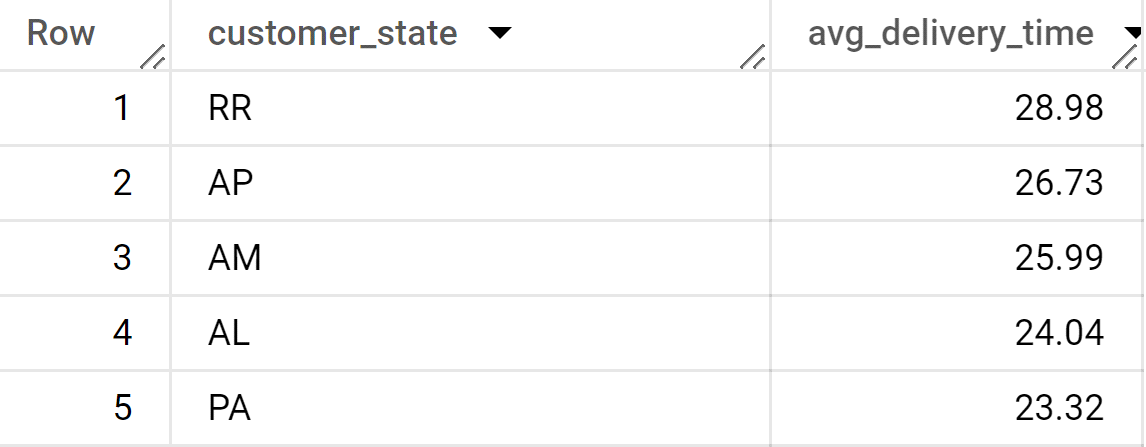 Row customer_state avg_delivery_time
1 RR 28.98
2 AP 26.73
3 AM 25.99
4 AL 24.04
5 PA 23.32